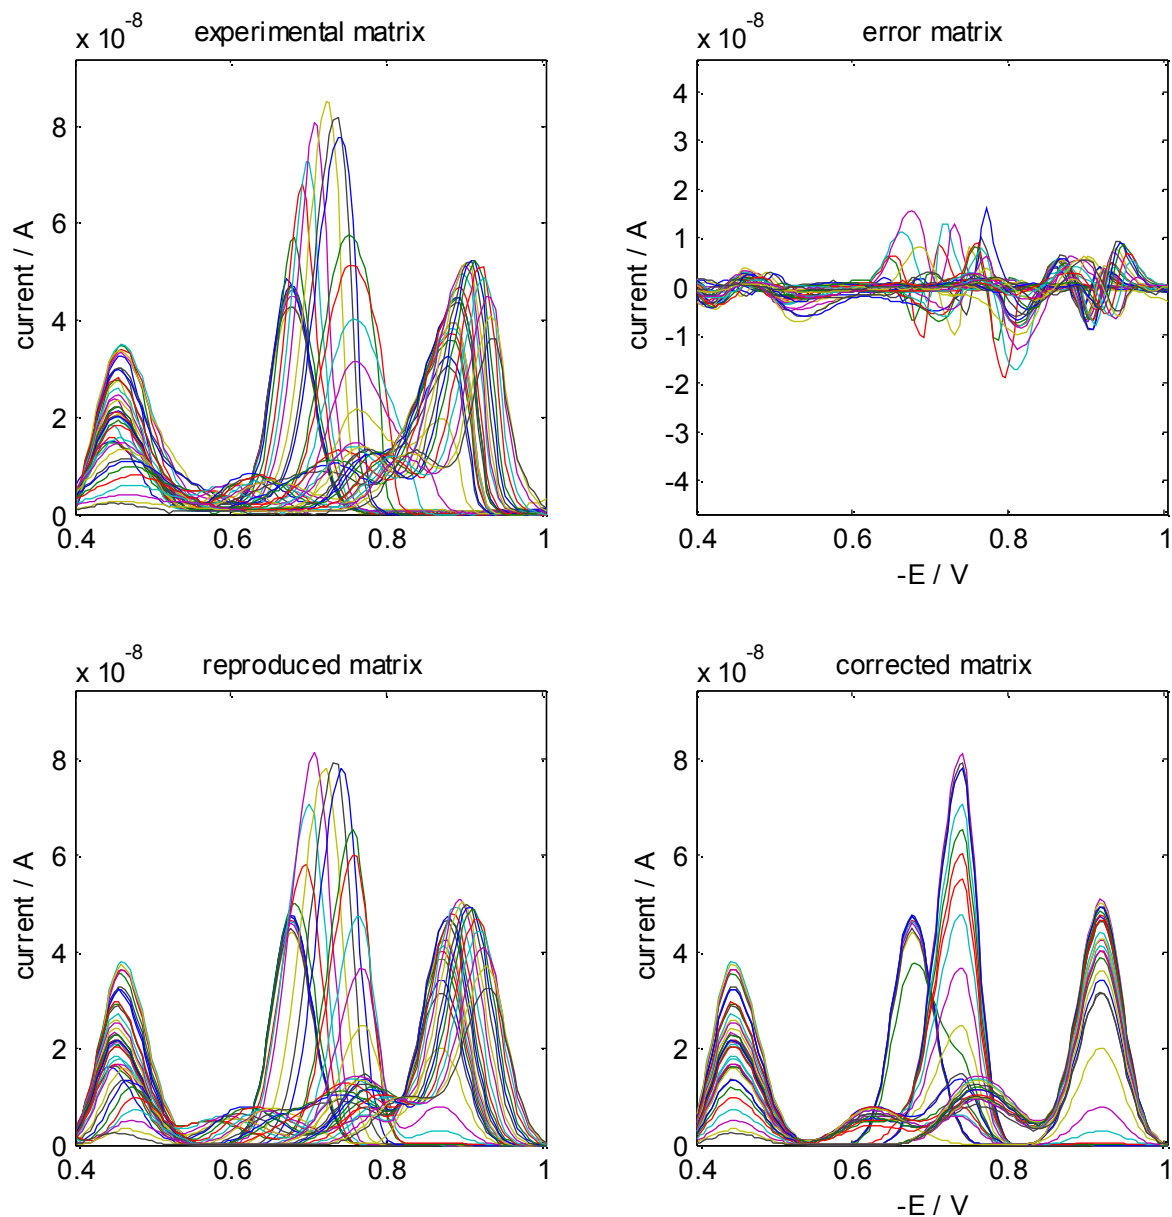 x 10^-8
experimental matrix
current / A
8
6
4
2
0
0.4
0.6
0.8
1
x 10^-8
error matrix
current / A
4
3
2
1
0
-1
-2
-3
-4
0.4
0.6
0.8
1
-E / V
x 10^-8
reproduced matrix
current / A
8
6
4
2
0
0.4
0.6
0.8
1
x 10^-8
corrected matrix
current / A
8
6
4
2
0
0.4
0.6
0.8
1
-E / V